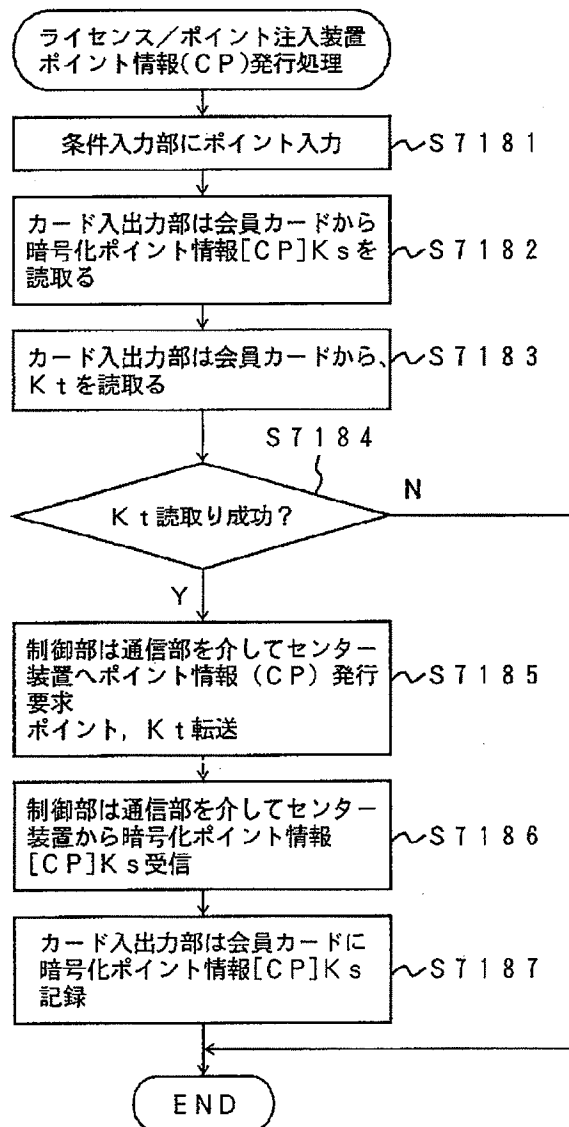 ライセンス／ポイント注入装置
ポイント情報(CP)発行処理
条件入力部にポイント入力
S7181
カード入出力部は会員カードから
暗号化ポイント情報[CP]Ksを
読取る
S7182
カード入出力部は会員カードから、
Ktを読取る
S7183
S7184
Kt読取り成功？
N
Y
制御部は通信部を介してセンター
装置へポイント情報（CP）発行
要求
ポイント，Kt転送
S7185
制御部は通信部を介してセンター
装置から暗号化ポイント情報
[CP]Ks受信
S7186
カード入出力部は会員カードに
暗号化ポイント情報[CP]Ks
記録
S7187
END